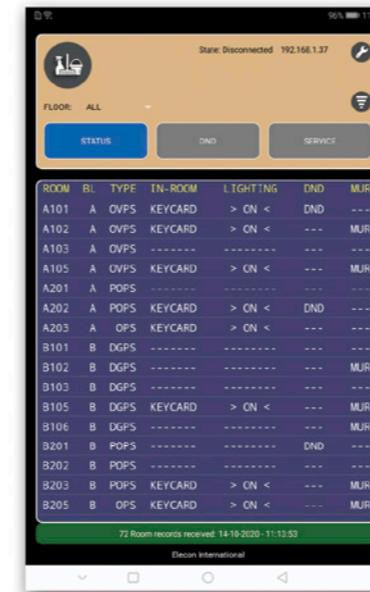 96% 11
State: Disconnected 192.168.1.37
FLOOR: ALL
STATUS DND SERVICE
ROOM BL TYPE IN-ROOM LIGHTING DND MUR
A101 A OVPS KEYCARD > ON < DND ---
A102 A OVPS KEYCARD > ON < --- MUR
A103 A OVPS ------- -------- --- ---
A105 A OVPS KEYCARD > ON < --- MUR
A201 A POPS ------- -------- --- ---
A202 A POPS KEYCARD > ON < DND ---
A203 A OPS KEYCARD > ON < --- ---
B101 B DGPS ------- -------- --- ---
B102 B DGPS ------- -------- --- MUR
B103 B DGPS ------- -------- --- ---
B105 B DGPS KEYCARD > ON < --- MUR
B106 B DGPS ------- -------- --- MUR
B201 B POPS ------- -------- DND ---
B202 B POPS ------- -------- --- ---
B203 B POPS KEYCARD > ON < --- MUR
B205 B OPS KEYCARD > ON < --- MUR
72 Room records received: 14-10-2020 - 11:13:53
Elecon International